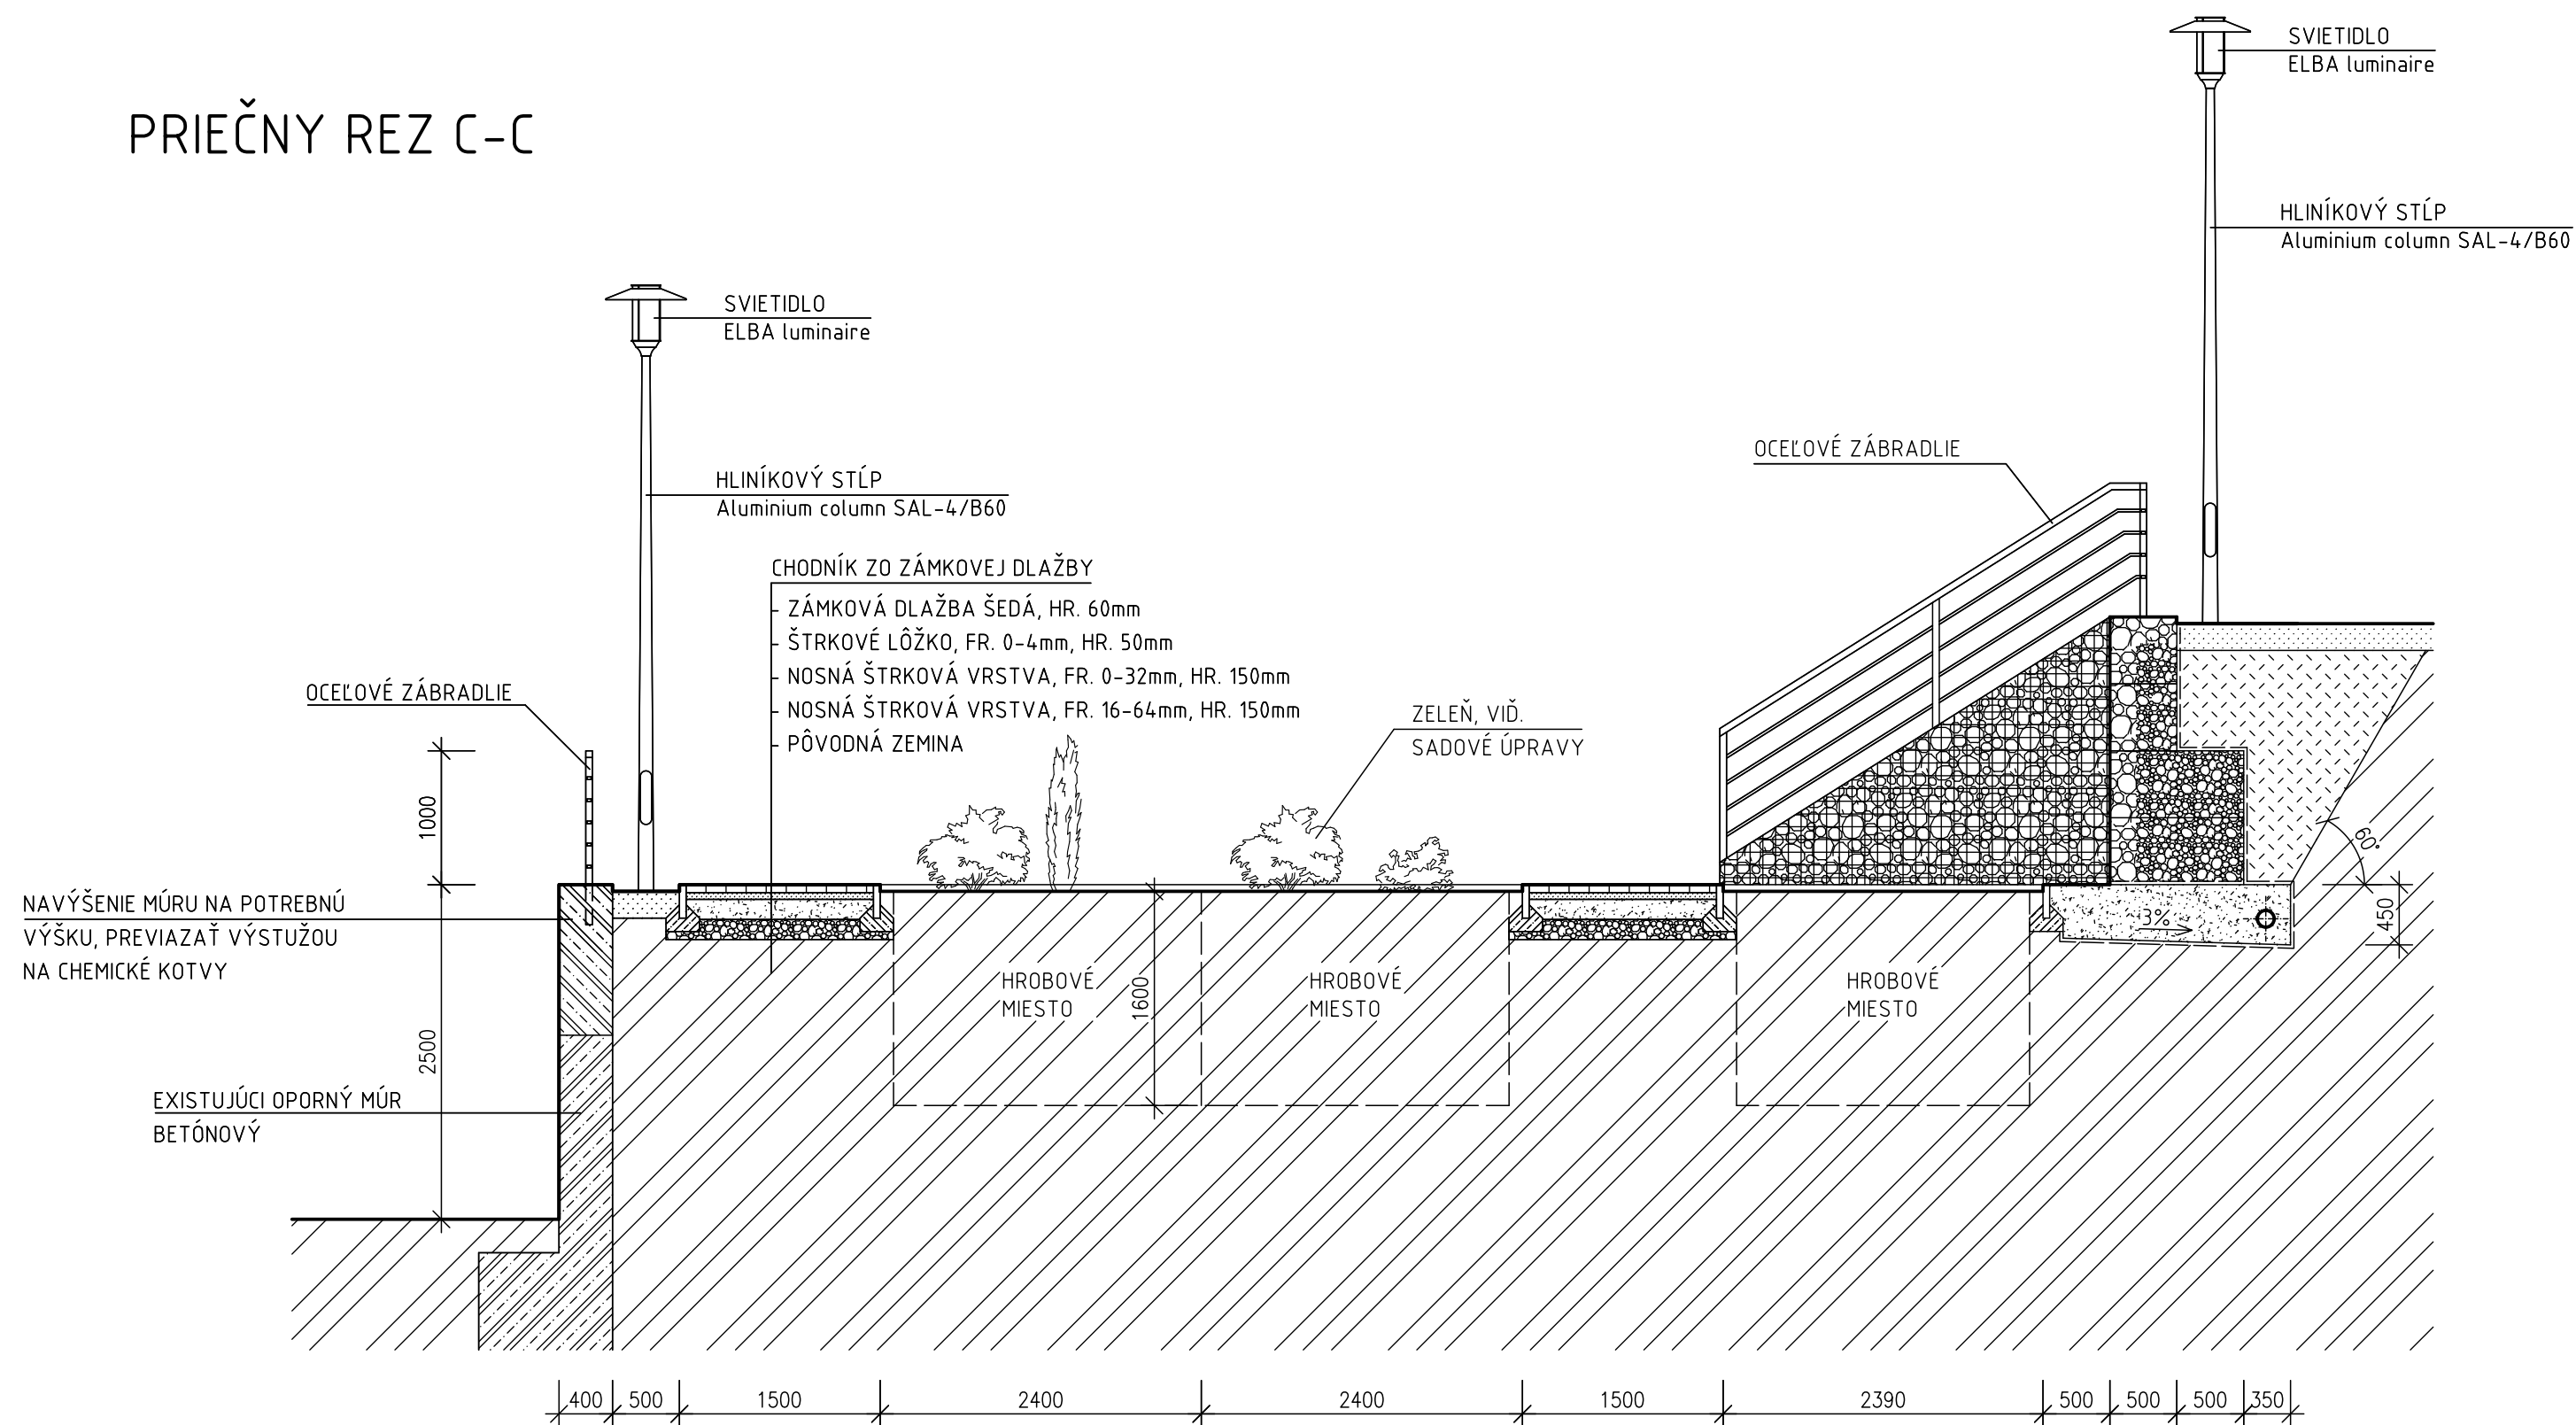 PRIEČNY REZ C-C
SVIETIDLO
ELBA luminaire
HLINÍKOVÝ STĹP
Aluminium column SAL-4/B60
SVIETIDLO
ELBA luminaire
HLINÍKOVÝ STĹP
Aluminium column SAL-4/B60
OCEĽOVÉ ZÁBRADLIE
CHODNÍK ZO ZÁMKOVEJ DLAŽBY
ZÁMKOVÁ DLAŽBA ŠEDÁ, HR. 60mm
ŠTRKOVÉ LÔŽKO, FR. 0-4mm, HR. 50mm
NOSNÁ ŠTRKOVÁ VRSTVA, FR. 0-32mm, HR. 150mm
NOSNÁ ŠTRKOVÁ VRSTVA, FR. 16-64mm, HR. 150mm
PÔVODNÁ ZEMINA
OCEĽOVÉ ZÁBRADLIE
ZELEŇ, VIĎ.
SADOVÉ ÚPRAVY
1000
60°
NAVÝŠENIE MÚRU NA POTREBNÚ
VÝŠKU, PREVIAZAŤ VÝSTUŽOU
NA CHEMICKÉ KOTVY
3%
450
HROBOVÉ
MIESTO
1600
HROBOVÉ
MIESTO
HROBOVÉ
MIESTO
2500
EXISTUJÚCI OPORNÝ MÚR
BETÓNOVÝ
400 500 1500 2400 2400 1500 2390 500 500 500 350